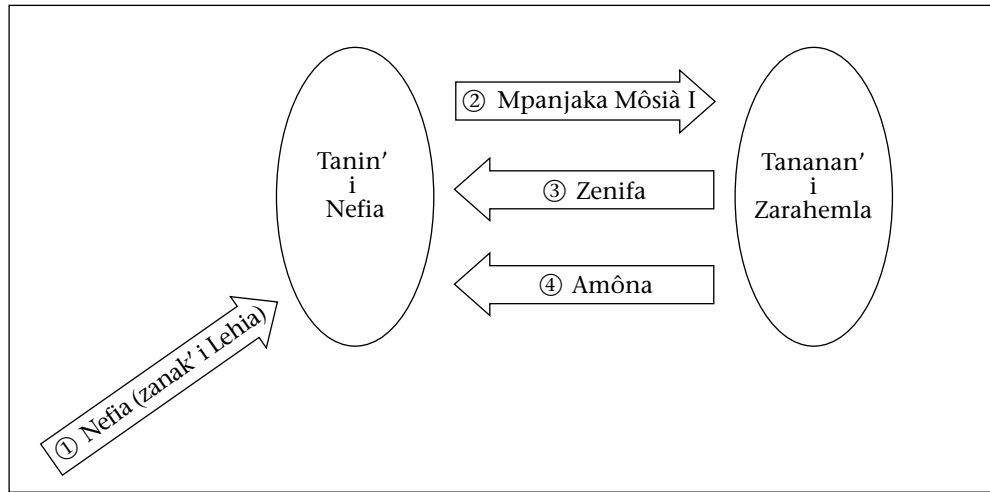 Tanin'
i
Nefia
② Mpanjaka Môsià I
③ Zenifa
④ Amôna
Tananan'
i
Zarahemla
① Nefia (zanak' i Lehia)